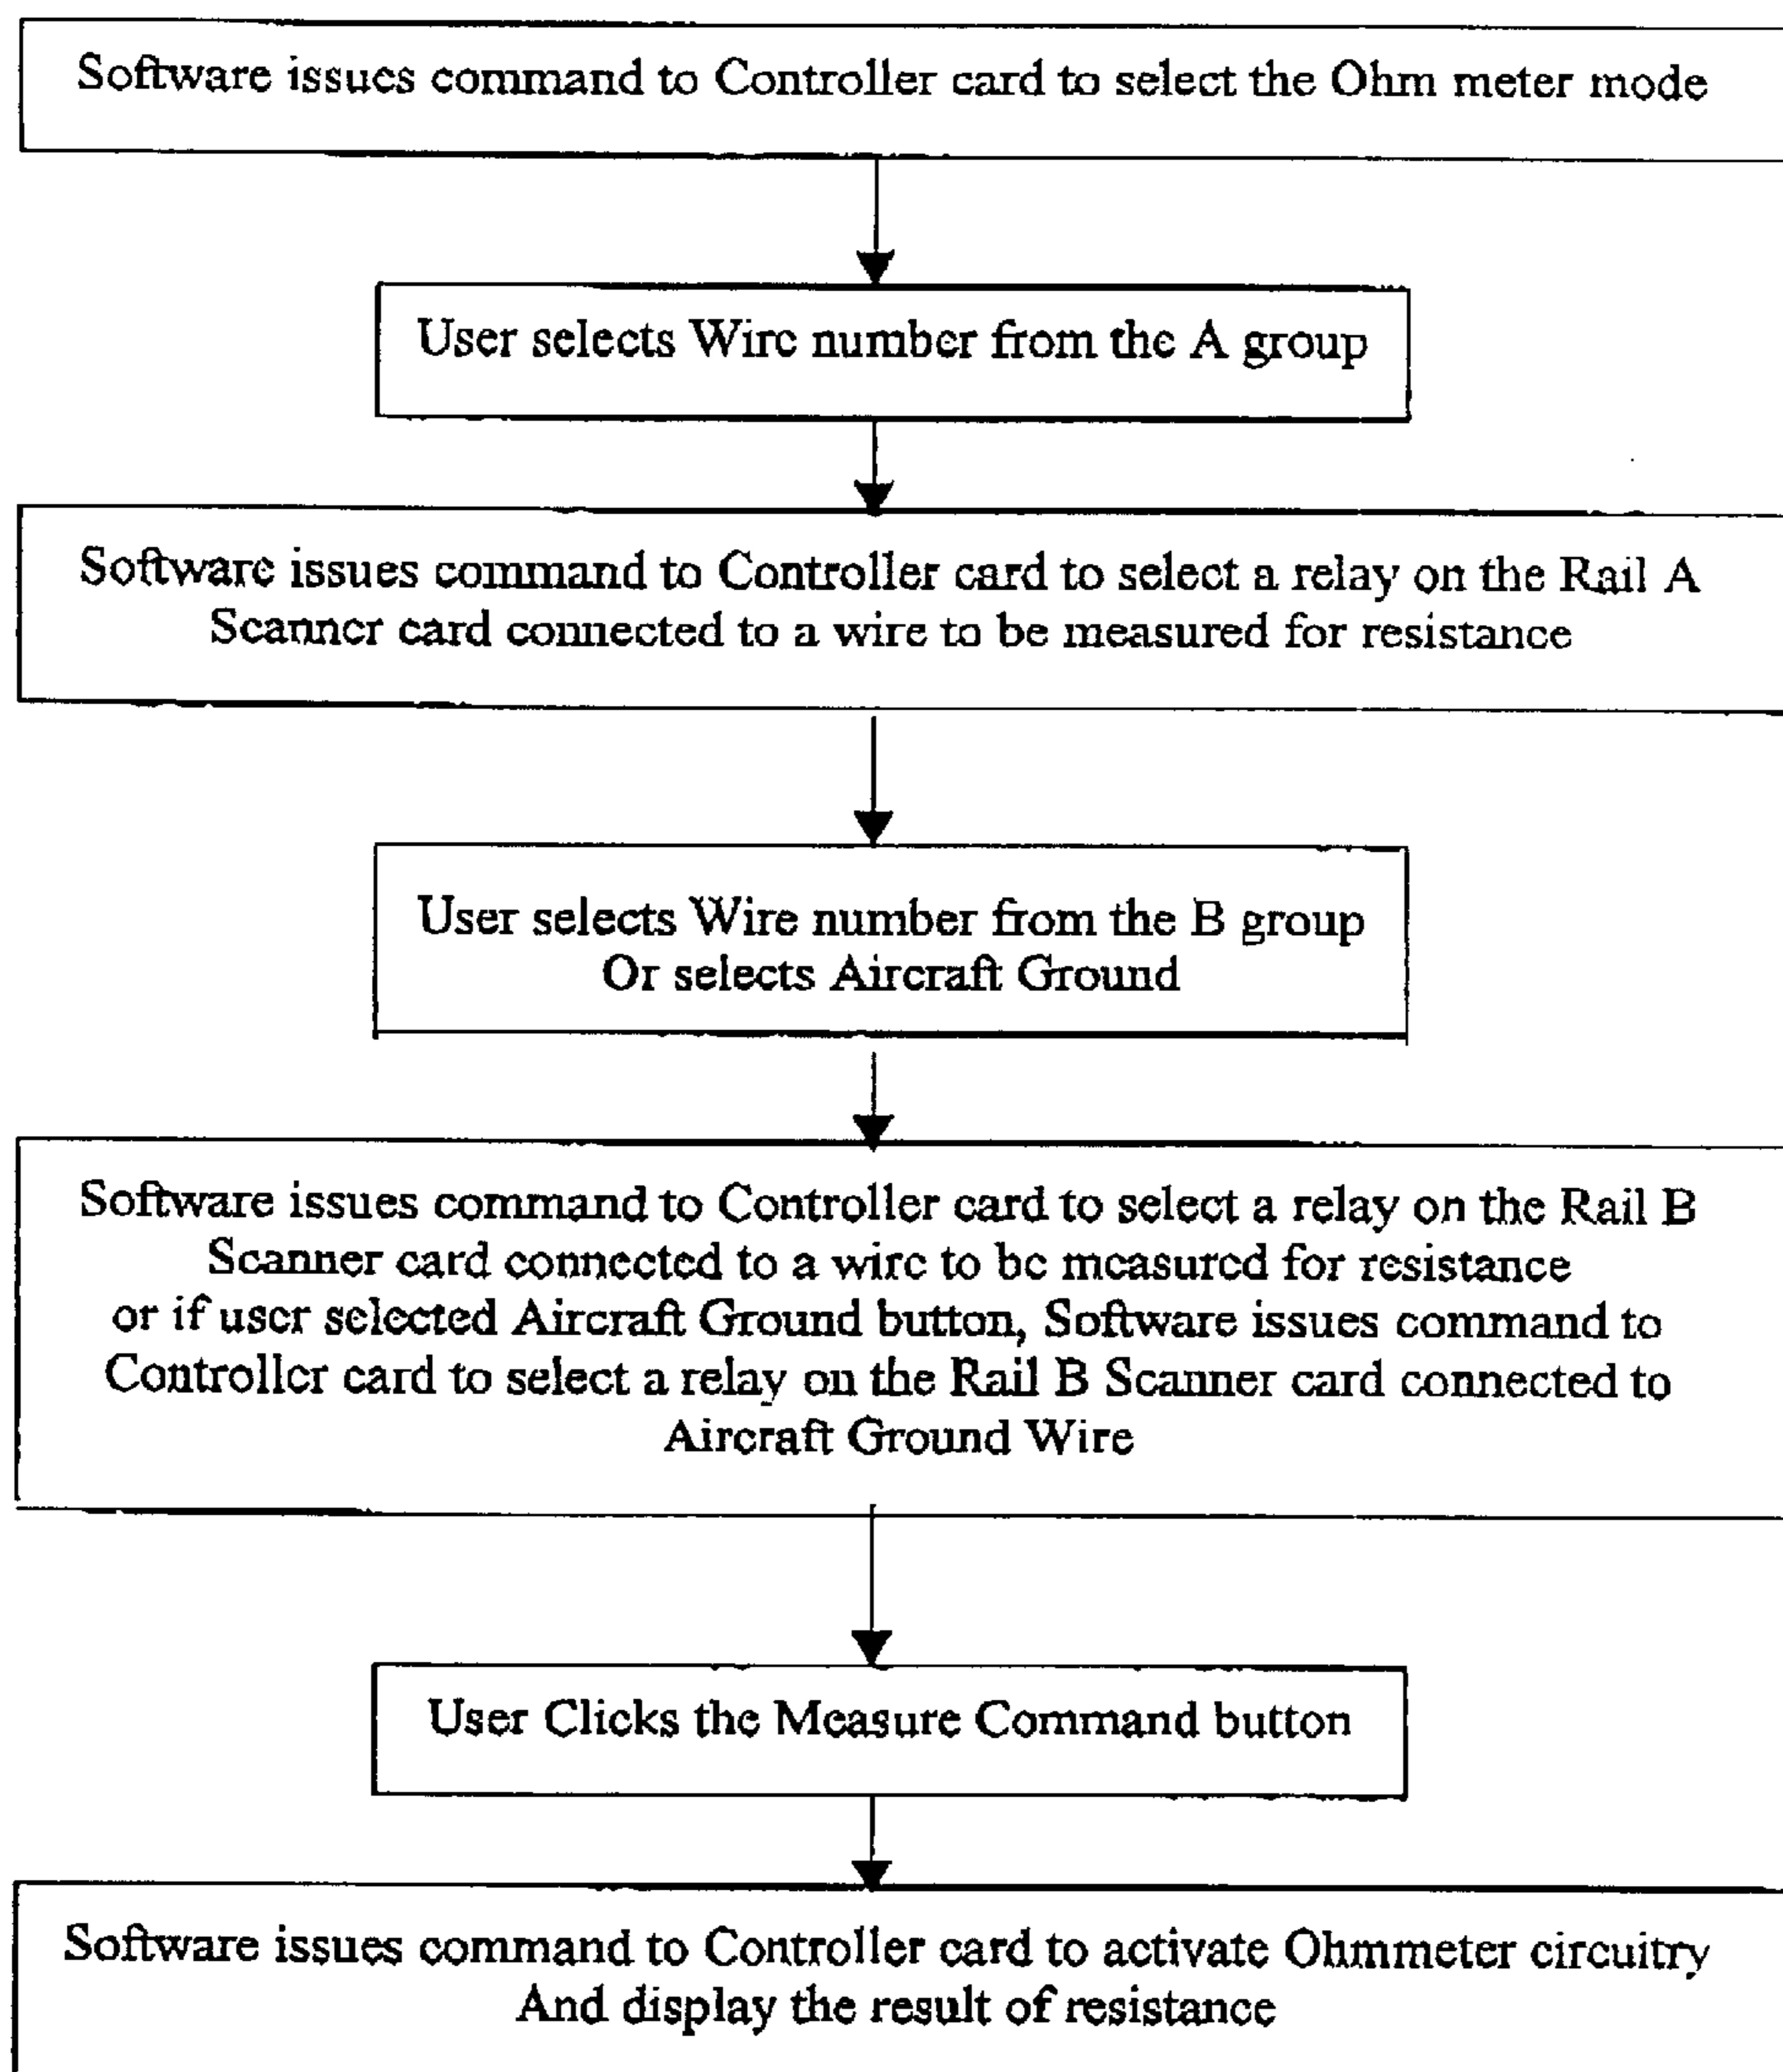 Software issues command to Controller card to select the Ohm meter mode
User selects Wire number from the A group
Software issues command to Controller card to select a relay on the Rail A
Scanner card connected to a wire to be measured for resistance
User selects Wire number from the B group
Or selects Aircraft Ground
Software issues command to Controller card to select a relay on the Rail B
Scanner card connected to a wire to be measured for resistance
or if user selected Aircraft Ground button, Software issues command to
Controller card to select a relay on the Rail B Scanner card connected to
Aircraft Ground Wire
User Clicks the Measure Command button
Software issues command to Controller card to activate Ohmmeter circuitry
And display the result of resistance